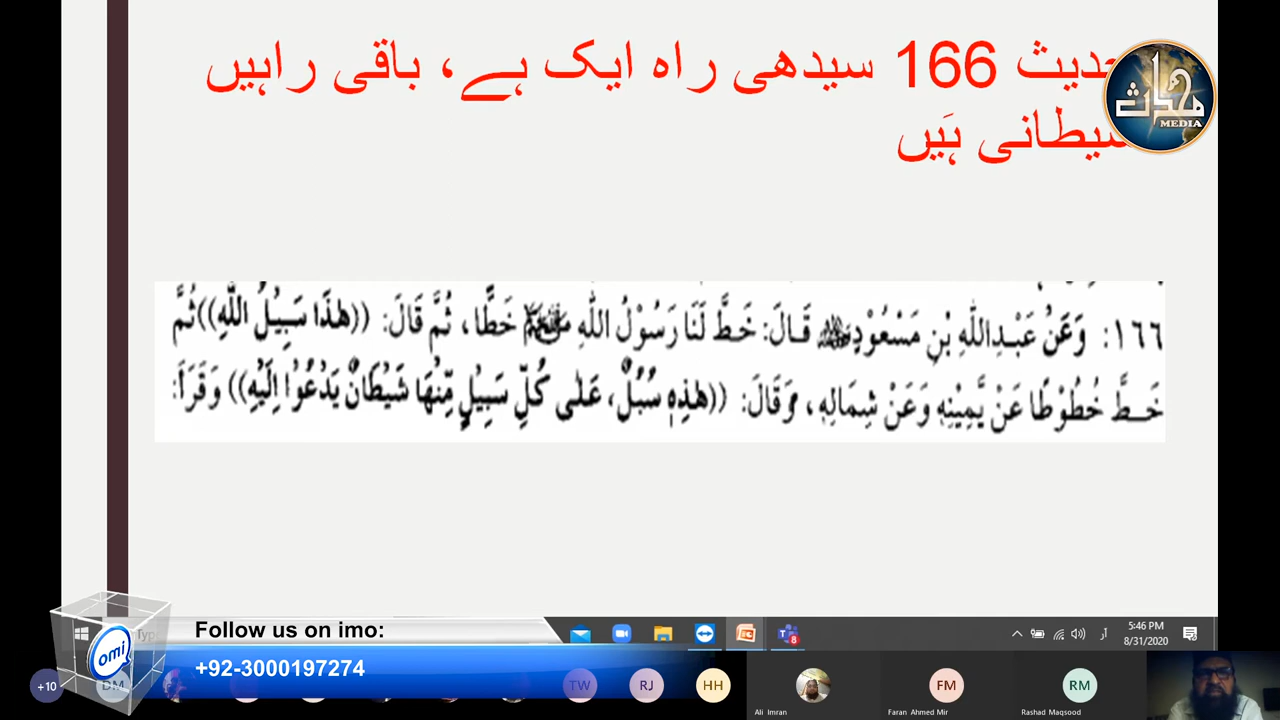 حدیث 166 سیدھی راہ ایک ہے، باقی راہیں
شیطانی ہَیں
MEDIA
١٦٦: وَعَنْ عَبْدِاللّٰهِ بْنِ مَسْعُوْدٍ قَالَ: خَطَّ لَنَا رَسُوْلُ اللّٰهِ ﷺ خَطًّا، ثُمَّ قَالَ: ((هٰذَا سَبِيْلُ اللّٰهِ)) ثُمَّ
خَطَّ خُطُوْطًا عَنْ يَّمِيْنِهٖ وَعَنْ شِمَالِهٖ، وَقَالَ: ((هٰذِهٖ سُبُلٌ، عَلٰى كُلِّ سَبِيْلٍ مِّنْهَا شَيْطَانٌ يَدْعُوْا اِلَيْهِ)) وَقَرَأَ:
5:46 PM
8/31/2020
Follow us on imo:
+92-3000197274
omi
+10
DM
TW
RJ
HH
FM
RM
Ali Imran
Faran Ahmed Mir
Rashad Maqsood